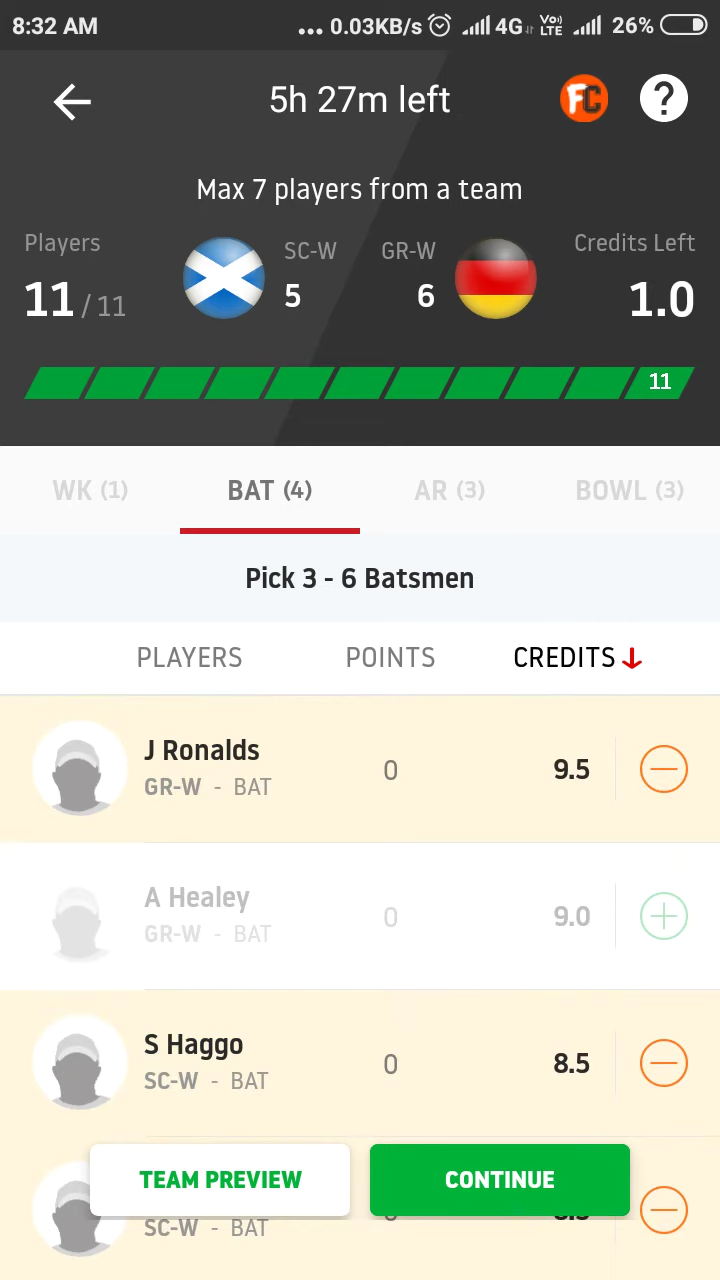 8:32 AM
... 0.03KB/s 4G Vo) LTE 26%
5h 27m left
FC ?
Max 7 players from a team
Players
SC-W
GR-W
Credits Left
11 / 11
5
6
1.0
11
WK (1) BAT (4) AR (3) BOWL (3)
Pick 3 - 6 Batsmen
PLAYERS POINTS CREDITS
J Ronalds
GR-W - BAT
0
9.5
A Healey
GR-W - BAT
0
9.0
S Haggo
SC-W - BAT
0
8.5
TEAM PREVIEW
CONTINUE
SC-W - BAT